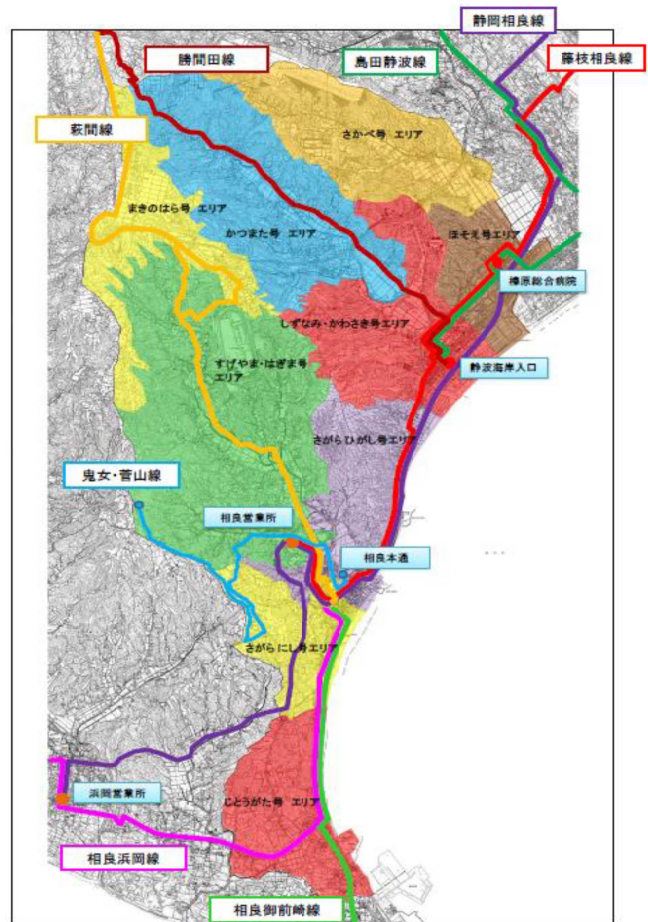 静岡相良線
勝間田線
島田静波線
藤枝相良線
萩間線
さかべ号 エリア
まきのはら号 エリア
かつまた号 エリア
ほそえ号エリア
榛原総合病院
しずなみ・かわさき号エリア
すげやま・はぎま号
エリア
静波海岸入口
さがらひがし号エリア
鬼女・菅山線
相良営業所
相良本通
さがらにし号エリア
浜岡営業所
じとうがた号 エリア
相良浜岡線
相良御前崎線